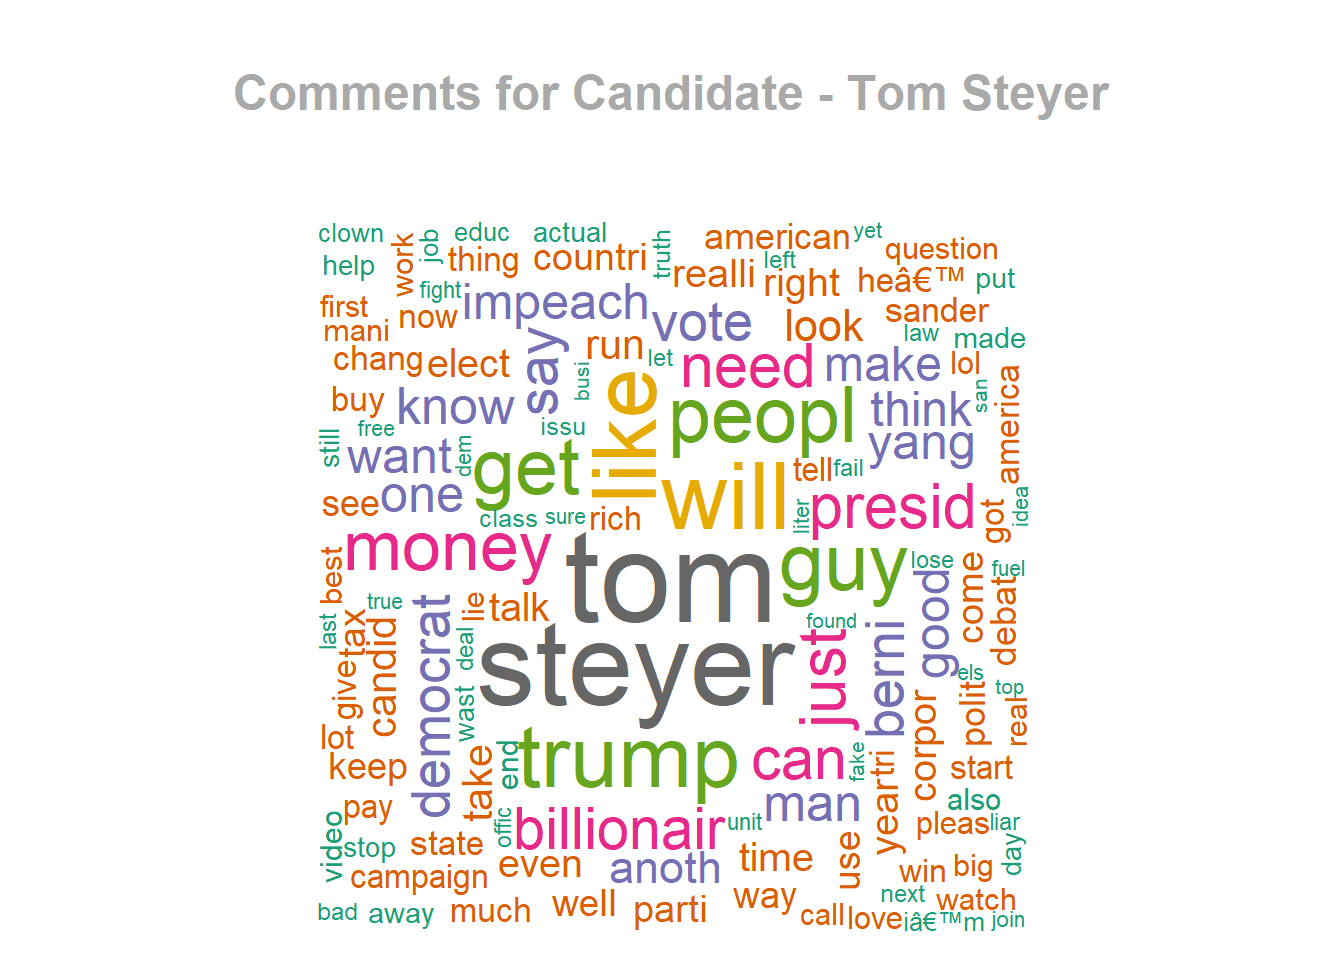 Comments for Candidate - Tom Steyer
clown
work
job
educ
actual
truth
american
yet
help
thing
countri
left
question
fight
realli
right
heâ€™
put
first
impeach
vote
look
sander
mani
now
law
made
chang
elect
say
run
let
need
make
lol
busi
san
america
buy
know
like
peopl
think
free
issu
yang
still
want
dem
get
tell
fail
see
one
class
sure
rich
will
liter
presid
got
idea
money
best
tom
guy
lose
come
fuel
true
lie
talk
found
good
debat
last
tax
democrat
deal
steyer
just
berni
els
top
give
candid
wast
polit
real
lot
keep
take
end
trump
can
fake
tri
corpor
start
pay
man
year
also
video
stop
state
offic
billionair
unit
pleas
liar
day
campaign
even
anoth
time
use
win
big
bad
away
much
well
parti
way
call
love
next
iâ€™m
watch
join